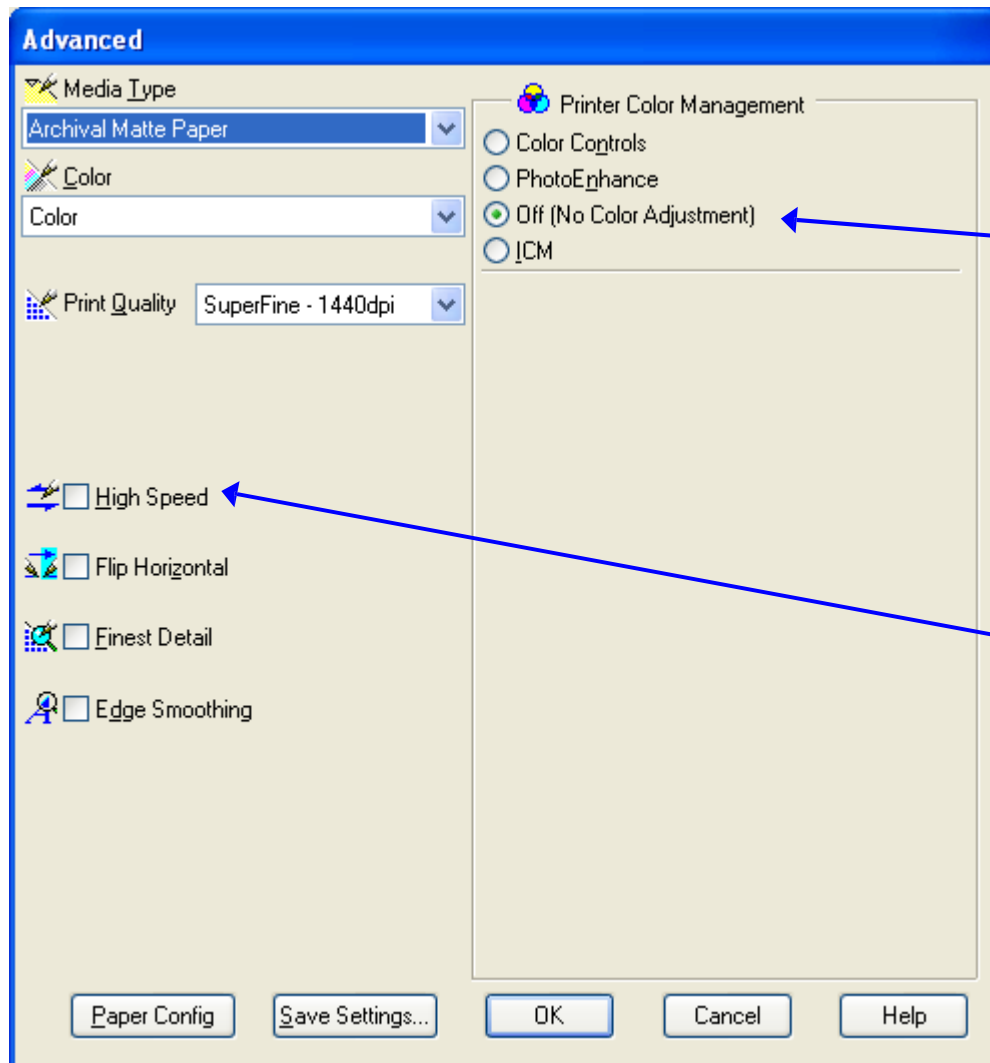 Advanced
Media Type
Archival Matte Paper
Color
Color
Print Quality SuperFine - 1440dpi
High Speed
Flip Horizontal
Finest Detail
Edge Smoothing
Printer Color Management
Color Controls
PhotoEnhance
Off (No Color Adjustment)
ICM
Paper Config Save Settings... OK Cancel Help